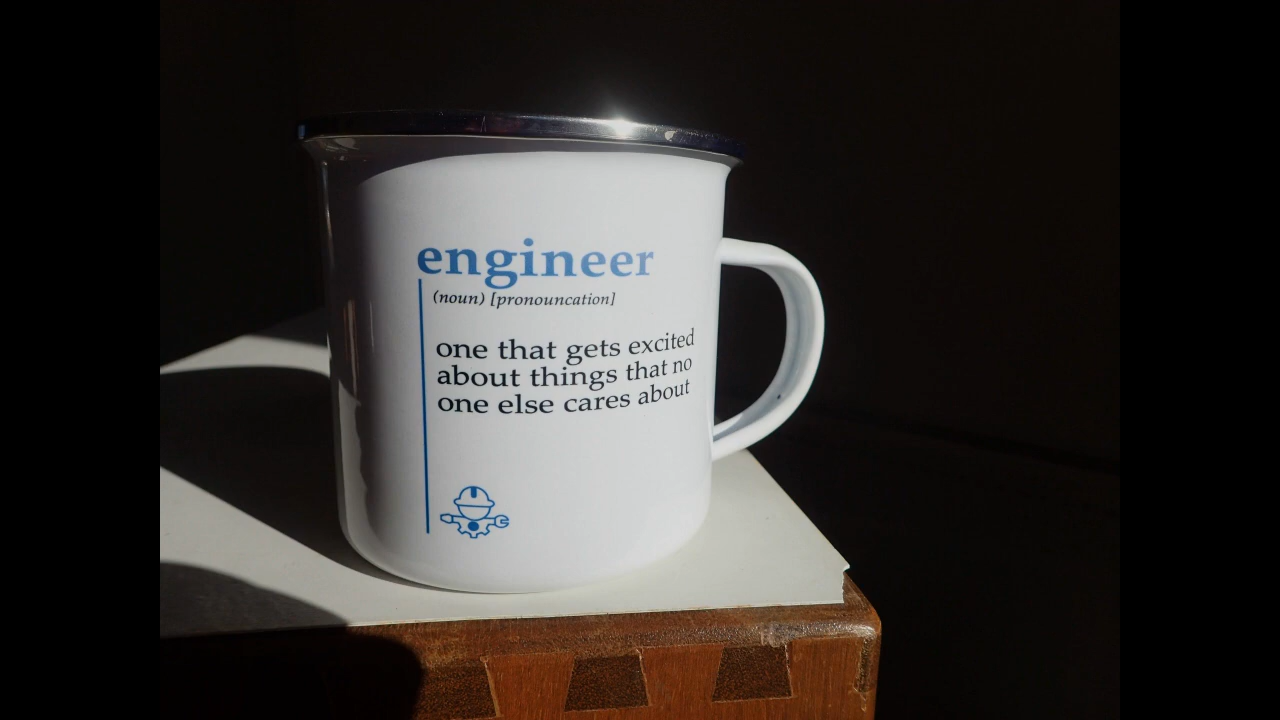 engineer
(noun) [pronouncation]
one that gets excited
about things that no
one else cares about